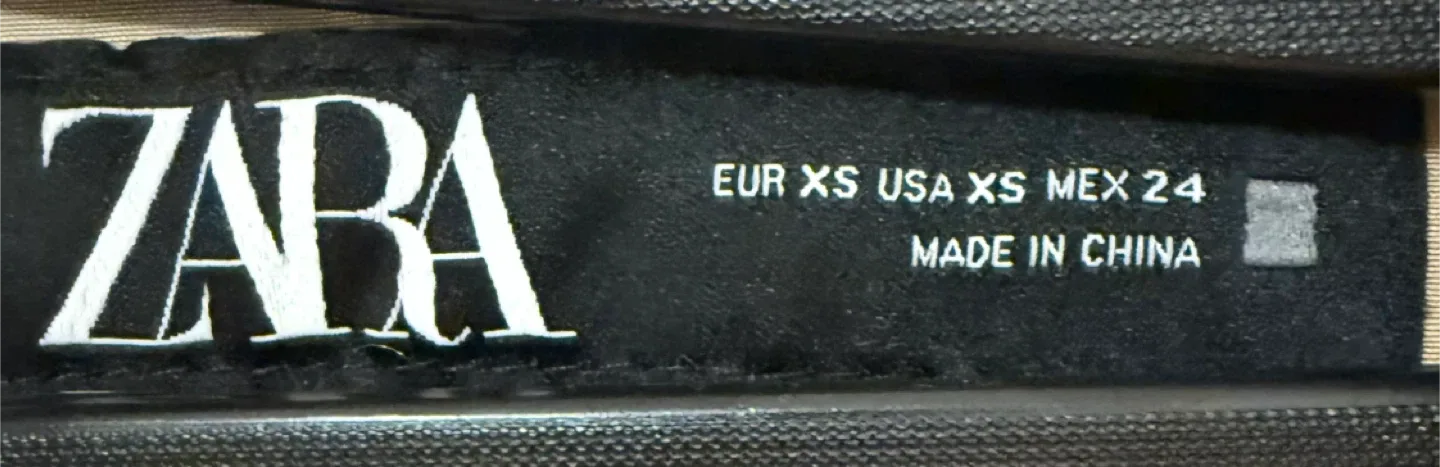 ZARA
EUR XS USA XS MEX 24
MADE IN CHINA